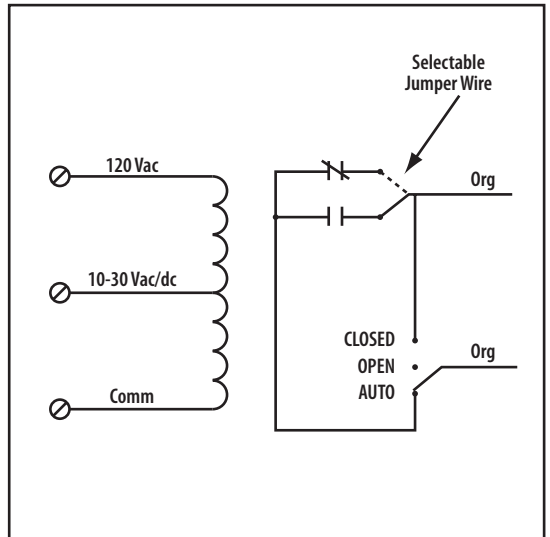 Selectable
Jumper Wire
120 Vac
Org
10-30 Vac/dc
CLOSED
OPEN
Org
AUTO
Comm